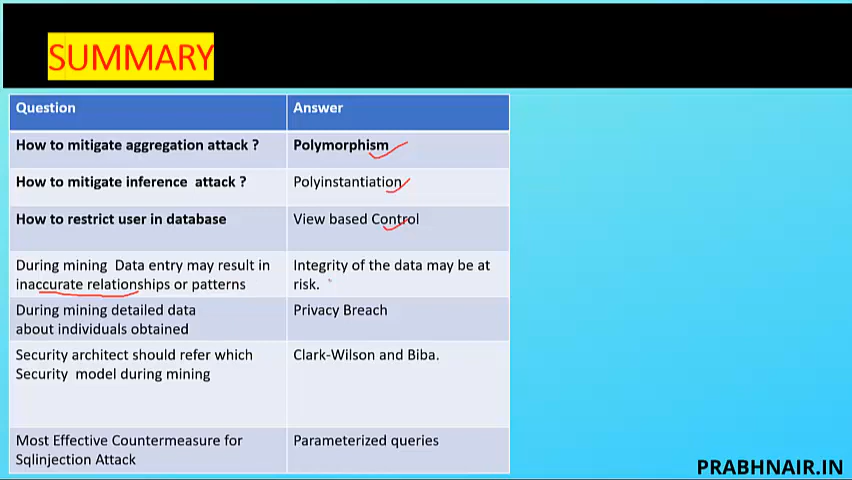 SUMMARY
Question
Answer
How to mitigate aggregation attack ?
Polymorphism
How to mitigate inference  attack ?
Polyinstantiation
How to restrict user in database
View based Control
During mining  Data entry may result in
inaccurate relationships or patterns
Integrity of the data may be at
risk.
During mining detailed data
about individuals obtained
Privacy Breach
Security architect should refer which
Security  model during mining
Clark-Wilson and Biba.
Most Effective Countermeasure for
Sqlinjection Attack
Parameterized queries
PRABHNAIR.IN